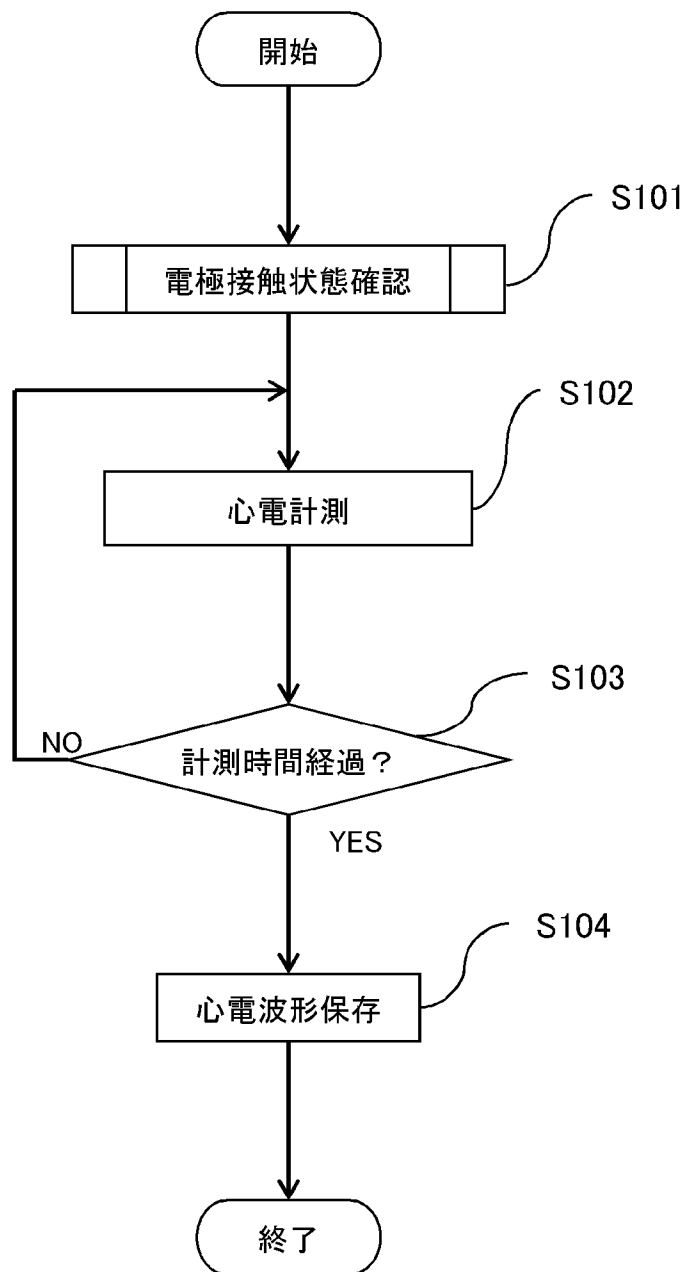 開始
S101
電極接触状態確認
S102
心電計測
S103
NO
計測時間経過？
YES
S104
心電波形保存
終了